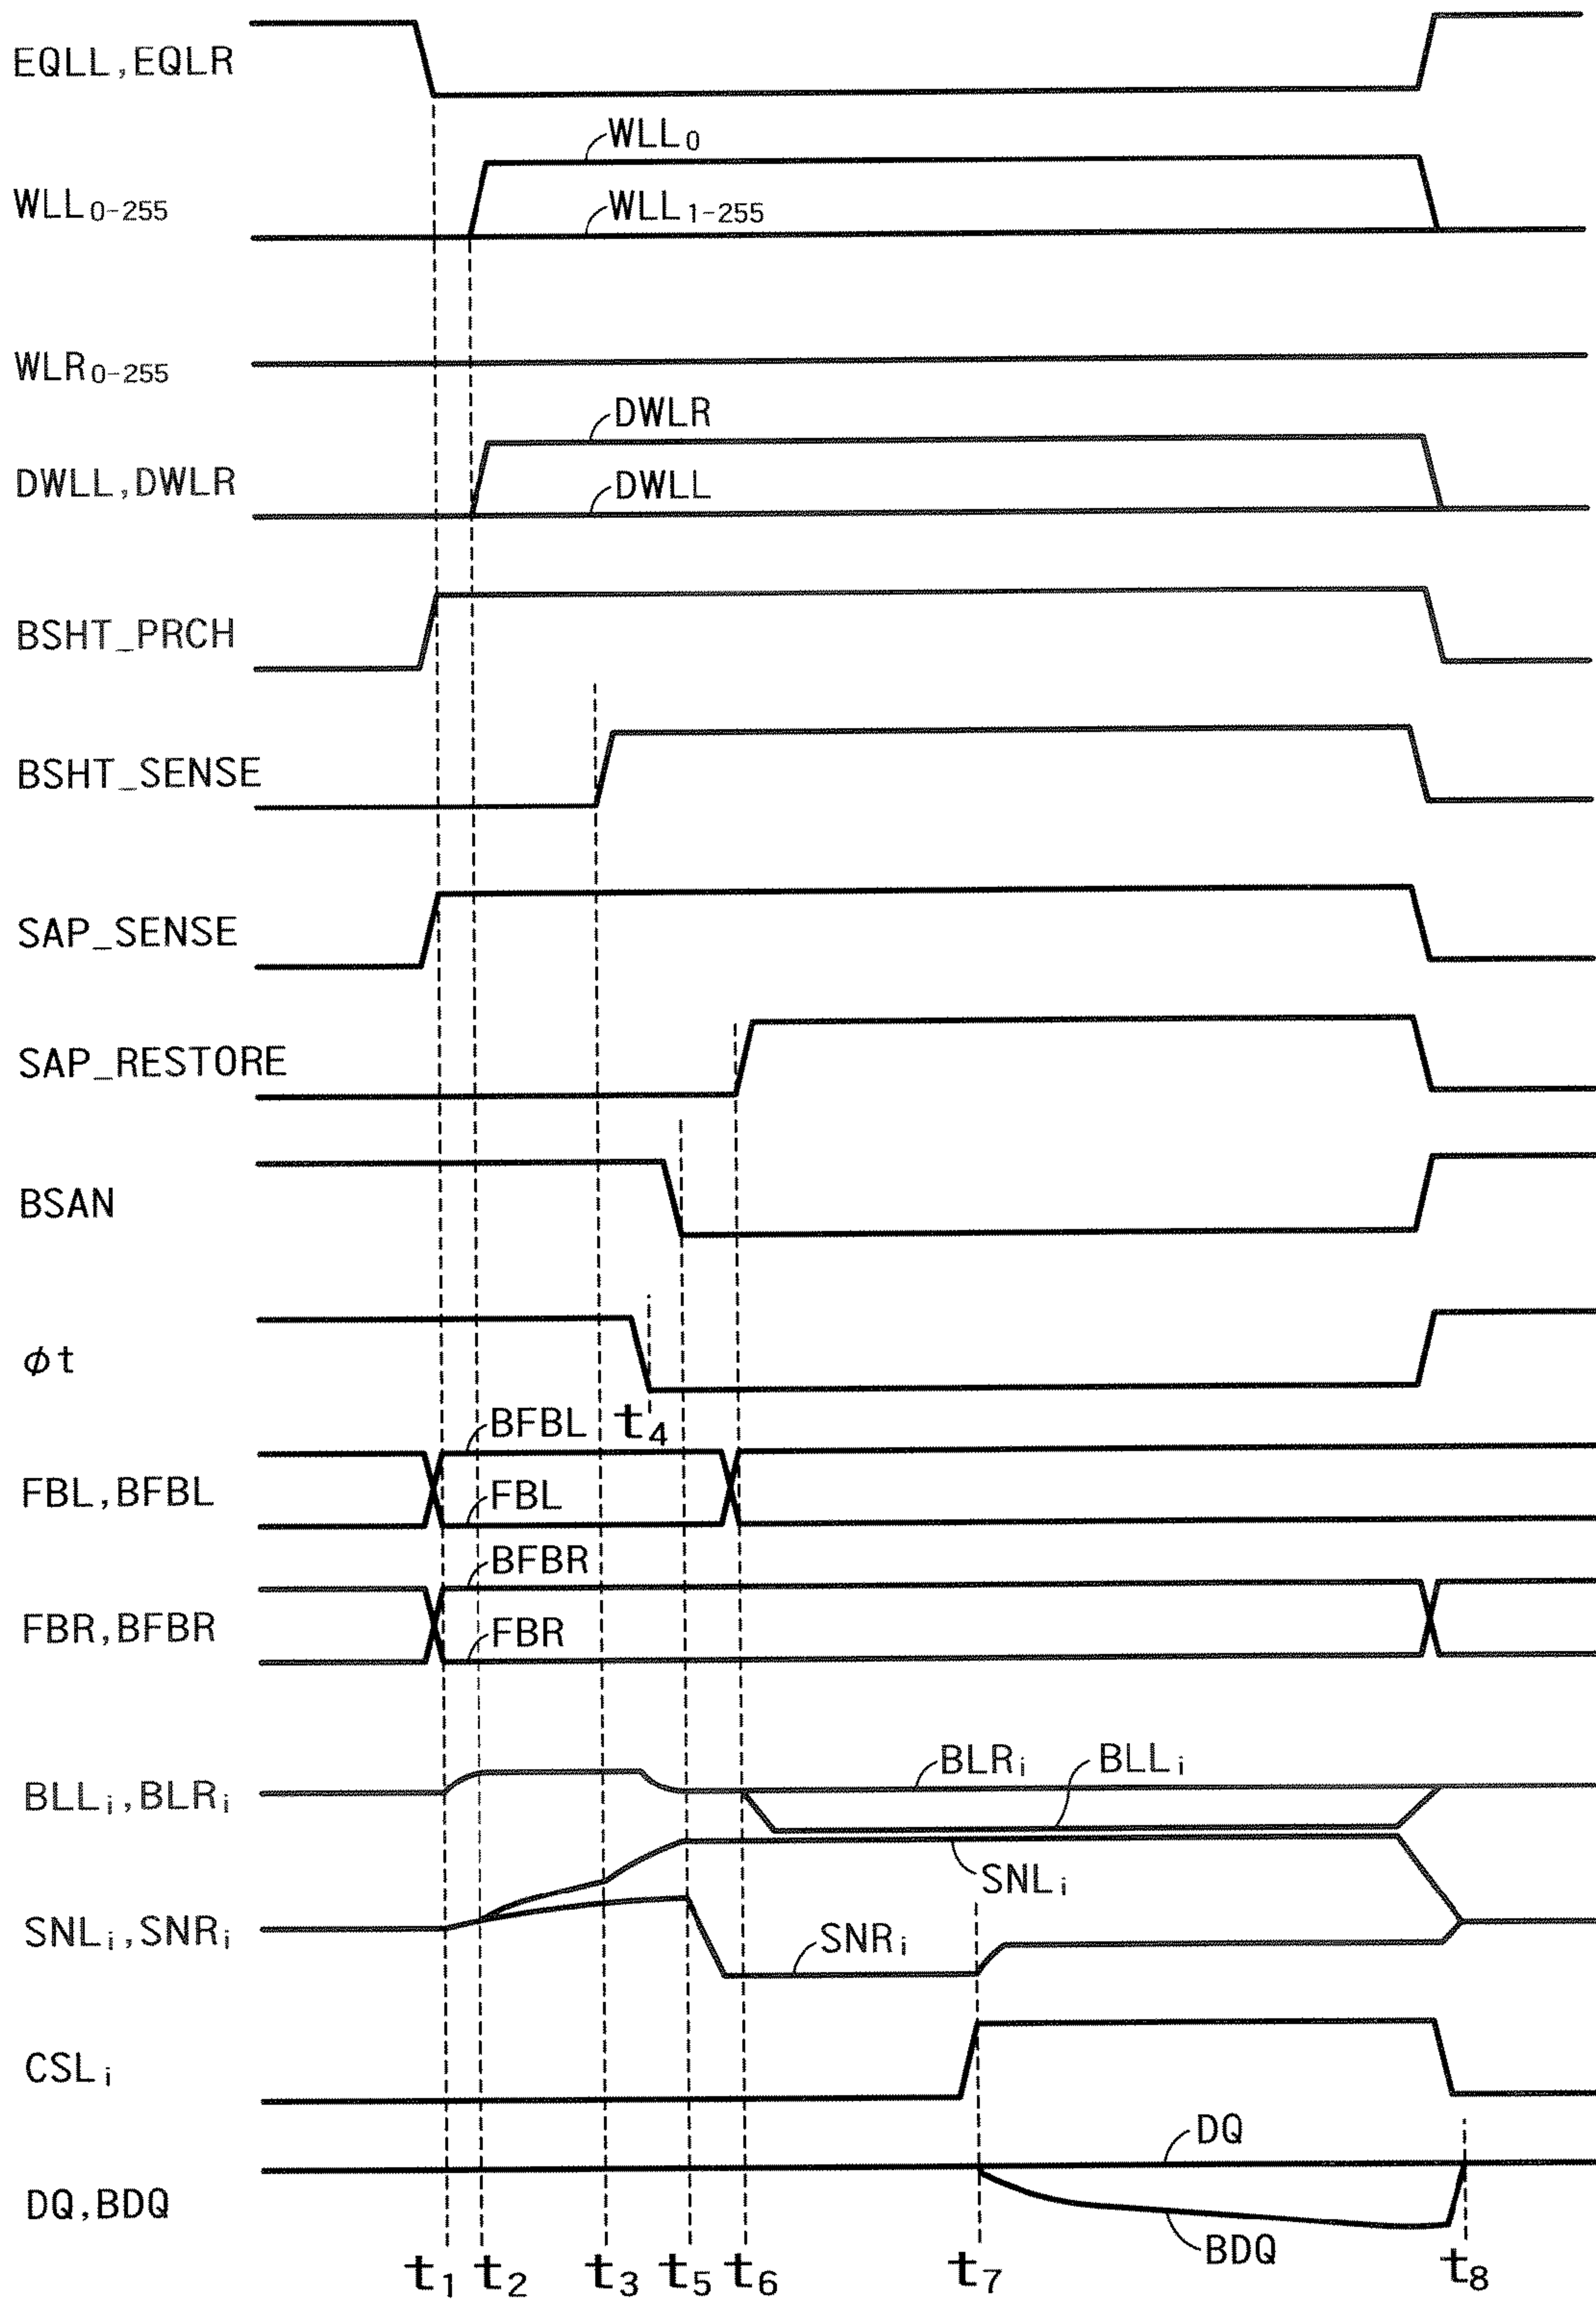 EQLL,EQLR
WLL0
WLL0-255
WLL1-255
WLR0-255
DWLR
DWLL,DWLR
DWLL
BSHT_PRCH
BSHT_SENSE
SAP_SENSE
SAP_RESTORE
BSAN
φt
t4
BFBL
FBL,BFBL
FBL
BFBR
FBR,BFBR
FBR
BLRi
BLLi
BLLi,BLRi
SNLi
SNLi,SNRi
SNRi
CSLi
DQ
DQ,BDQ
BDQ
t1 t2 t3 t5 t6 t7 t8